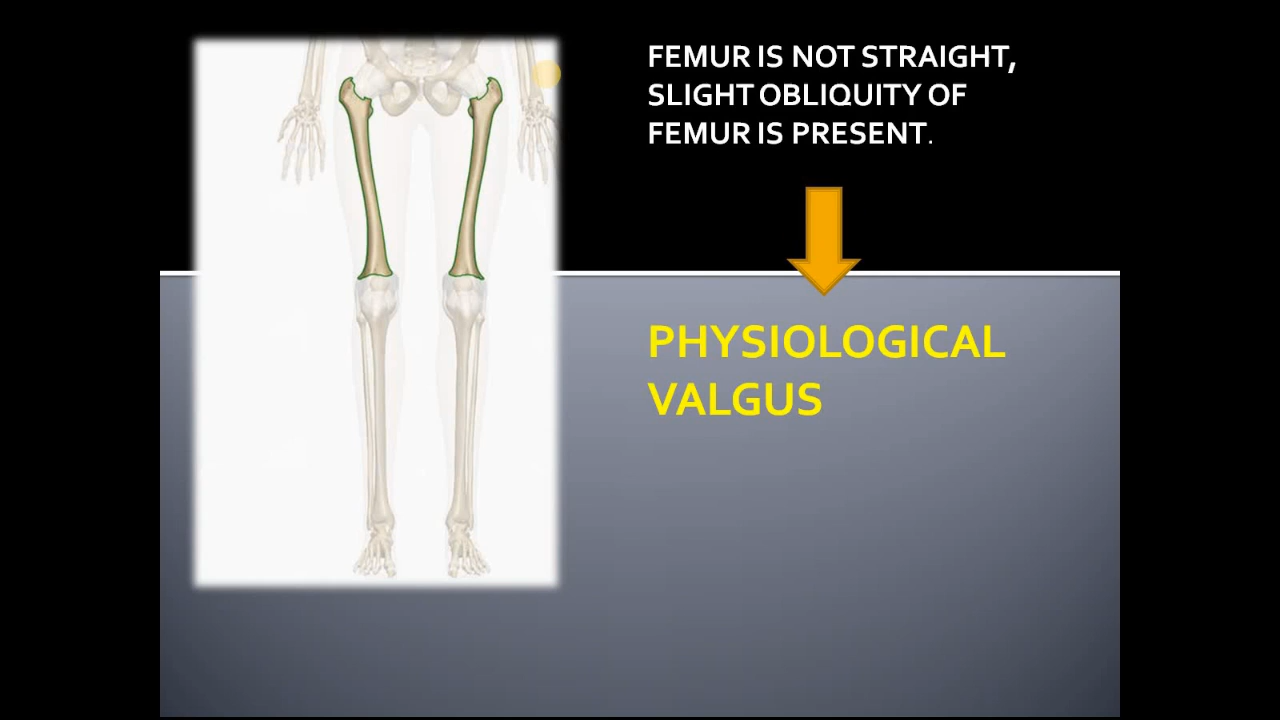 FEMUR IS NOT STRAIGHT,
SLIGHT OBLIQUITY OF
FEMUR IS PRESENT.
PHYSIOLOGICAL
VALGUS